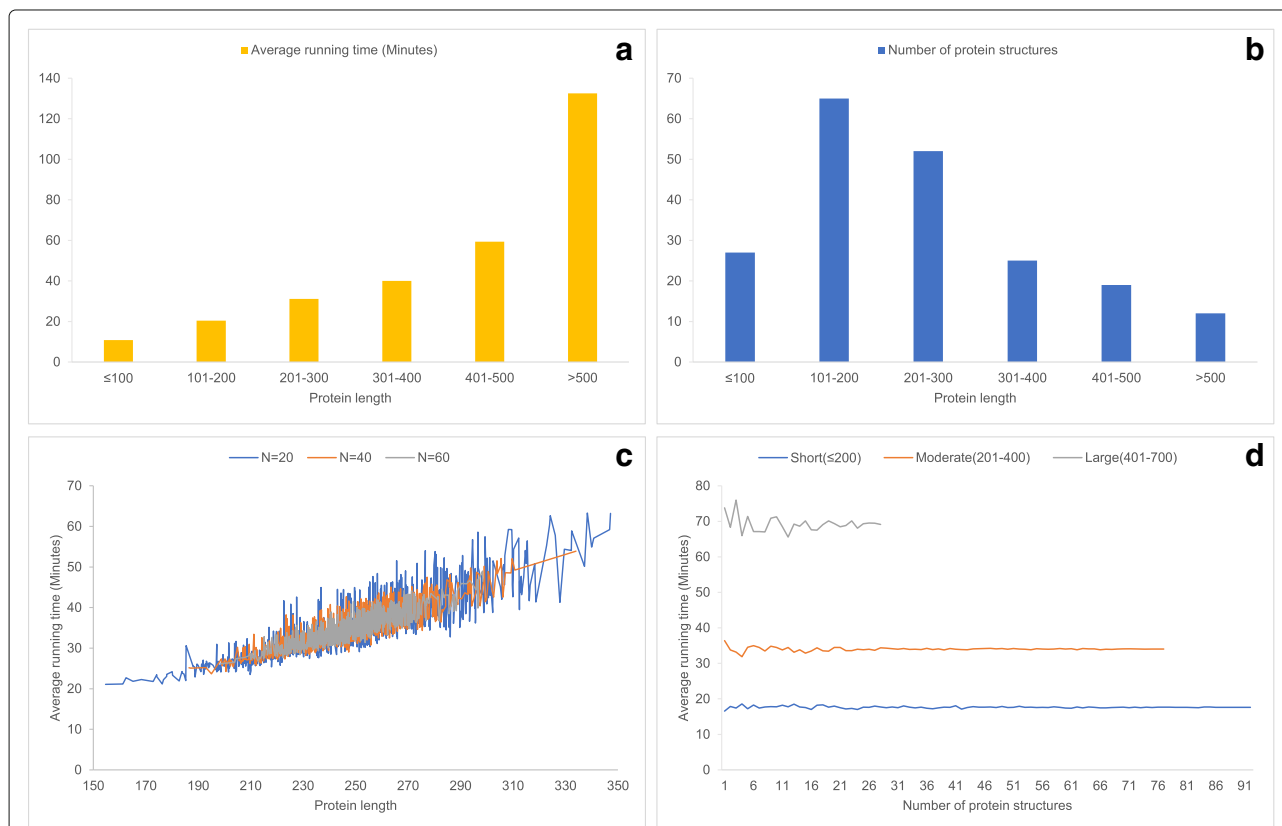 a
Average running time (Minutes)
140
120
100
80
60
40
20
0
≤100 101-200 201-300 301-400 401-500 >500
Protein length
b
Number of protein structures
70
60
50
40
30
20
10
0
≤100 101-200 201-300 301-400 401-500 >500
Protein length
c
N=20 N=40 N=60
Average running time (Minutes)
70
60
50
40
30
20
10
0
150 170 190 210 230 250 270 290 310 330 350
Protein length
d
Short(≤200) Moderate(201-400) Large(401-700)
Average running time (Minutes)
80
70
60
50
40
30
20
10
0
1 6 11 16 21 26 31 36 41 46 51 56 61 66 71 76 81 86 91
Number of protein structures